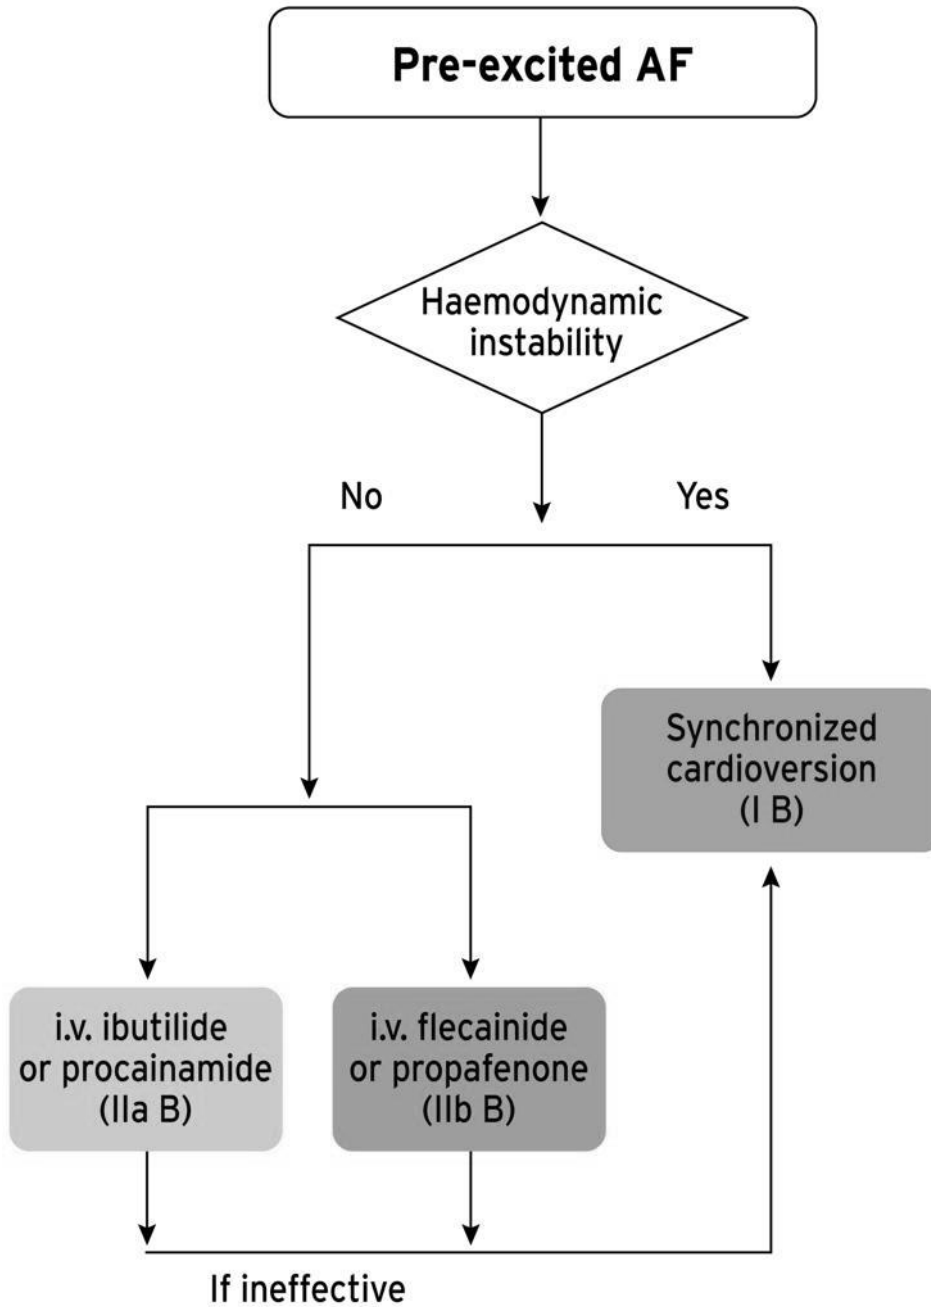 Pre-excited AF
Haemodynamic
instability
No
Yes
Synchronized
cardioversion
(I B)
i.v. ibutilide
or procainamide
(IIa B)
i.v. flecainide
or propafenone
(IIb B)
If ineffective